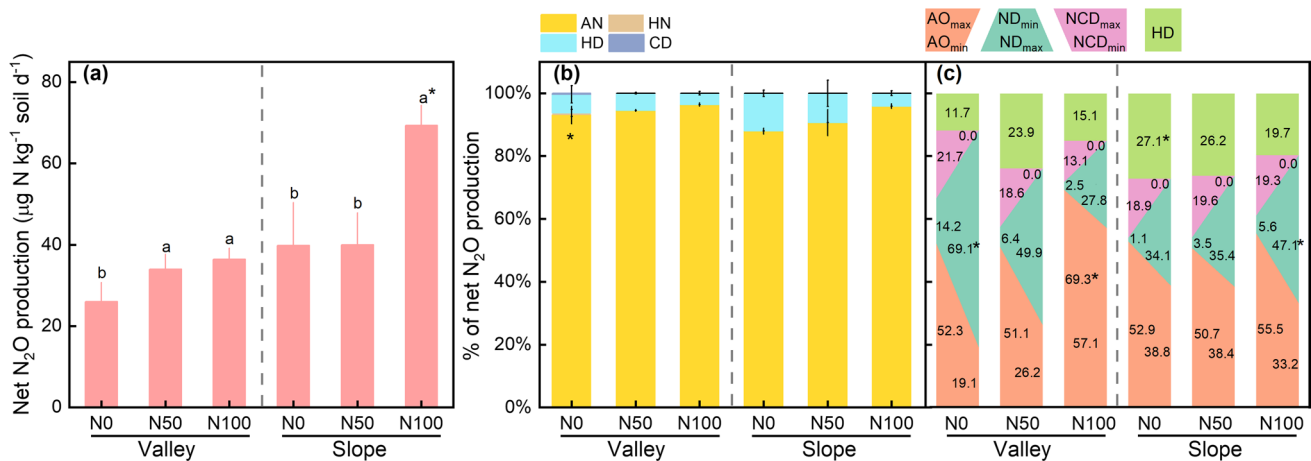 (a)
Net N₂O production (μg N kg⁻¹ soil d⁻¹)
80
60
40
20
0
b
a
a
b
b
a*
N0 N50 N100 N0 N50 N100
Valley Slope
AN HN
HD CD
(b)
% of net N₂O production
100%
80%
60%
40%
20%
0%
*
N0 N50 N100 N0 N50 N100
Valley Slope
AOmax NDmin NCDmax HD
AOmin NDmax NCDmin
(c)
11.7 23.9 15.1 27.1* 26.2 19.7
0.0 0.0 0.0 0.0 0.0 0.0
21.7 18.6 13.1 18.9 19.6 19.3
14.2 6.4 2.5 1.1 3.5 5.6
69.1* 49.9 27.8 34.1 35.4 47.1*
52.3 51.1 69.3* 52.9 50.7 55.5
19.1 26.2 57.1 38.8 38.4 33.2
N0 N50 N100 N0 N50 N100
Valley Slope